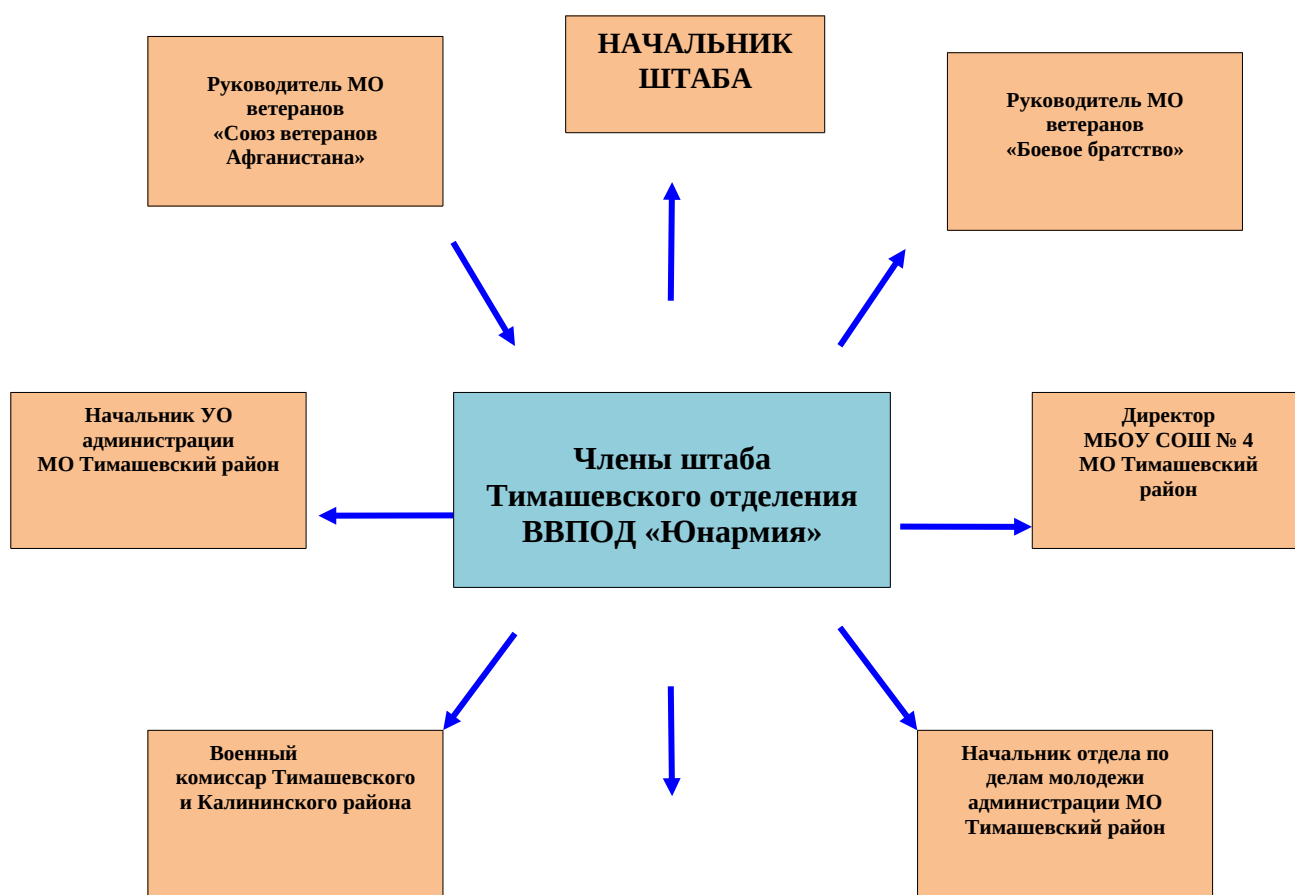 НАЧАЛЬНИК
ШТАБА
Руководитель МО
ветеранов
«Союз ветеранов
Афганистана»
Руководитель МО
ветеранов
«Боевое братство»
Начальник УО
администрации
МО Тимашевский район
Члены штаба
Тимашевского отделения
ВВПОД «Юнармия»
Директор
МБОУ СОШ № 4
МО Тимашевский
район
Военный
комиссар Тимашевского
и Калининского района
Начальник отдела по
делам молодежи
администрации МО
Тимашевский район